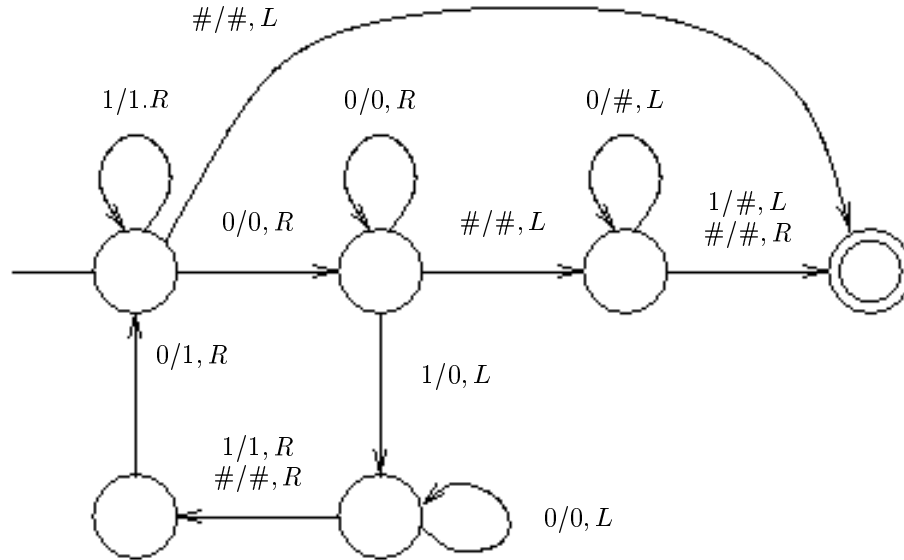 #/#, L
1/1.R
0/0, R
0/#, L
0/0, R
#/#, L
1/#, L
#/#, R
0/1, R
1/0, L
1/1, R
#/#, R
0/0, L